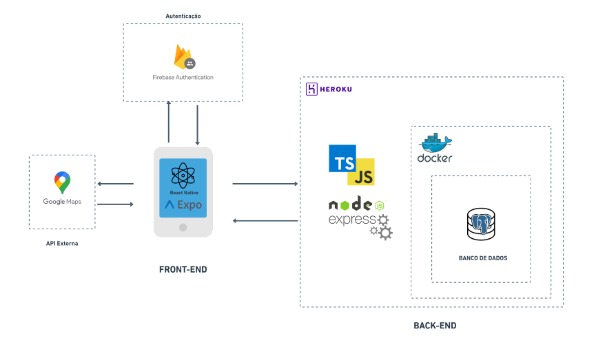 Autenticação
Firebase Authentication
HEROKU
TS
JS
docker
Google Maps
React Native
Expo
node
JS
express
API Externa
BANCO DE DADOS
FRONT-END
BACK-END